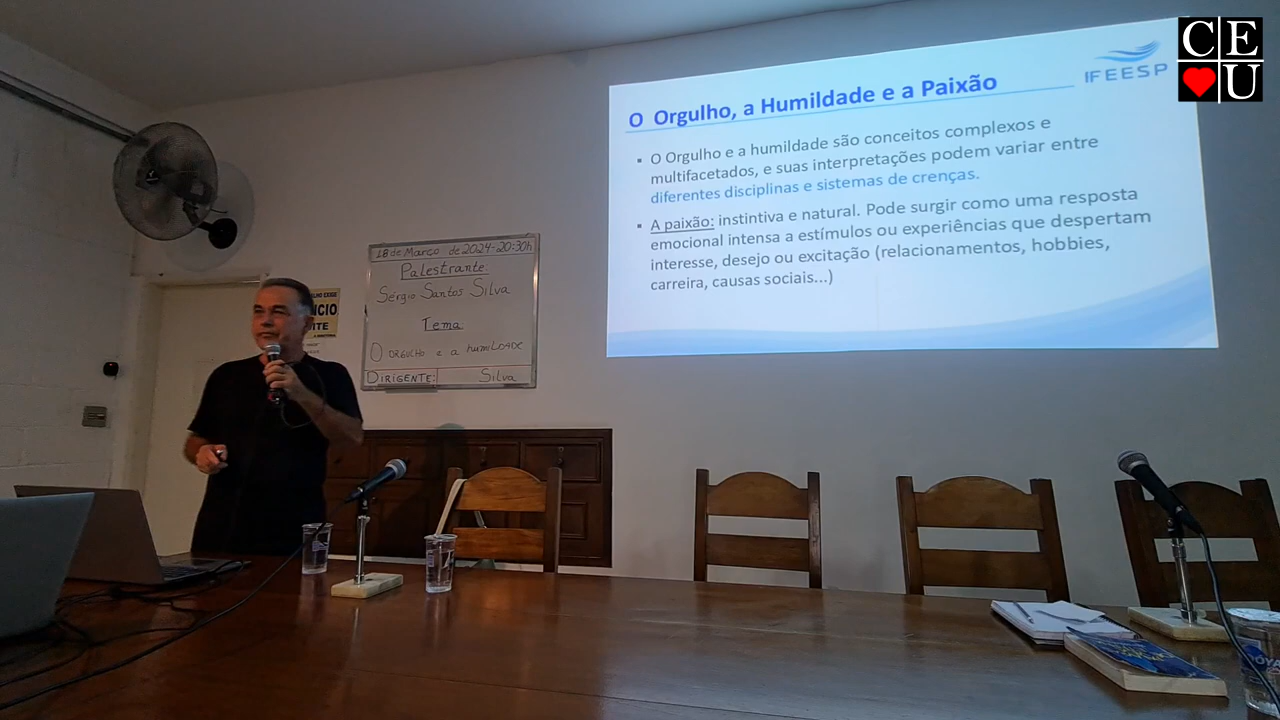 CE
U
IFEESP
O Orgulho, a Humildade e a Paixão
▪ O Orgulho e a humildade são conceitos complexos e
multifacetados, e suas interpretações podem variar entre
diferentes disciplinas e sistemas de crenças.
▪ A paixão: instintiva e natural. Pode surgir como uma resposta
emocional intensa a estímulos ou experiências que despertam
interesse, desejo ou excitação (relacionamentos, hobbies,
carreira, causas sociais...)
18 de Março de 2024-20:30h
Palestrante:
Sérgio Santos Silva
Tema:
O ORGULHO e a humiLDADE
DIRIGENTE: Silva